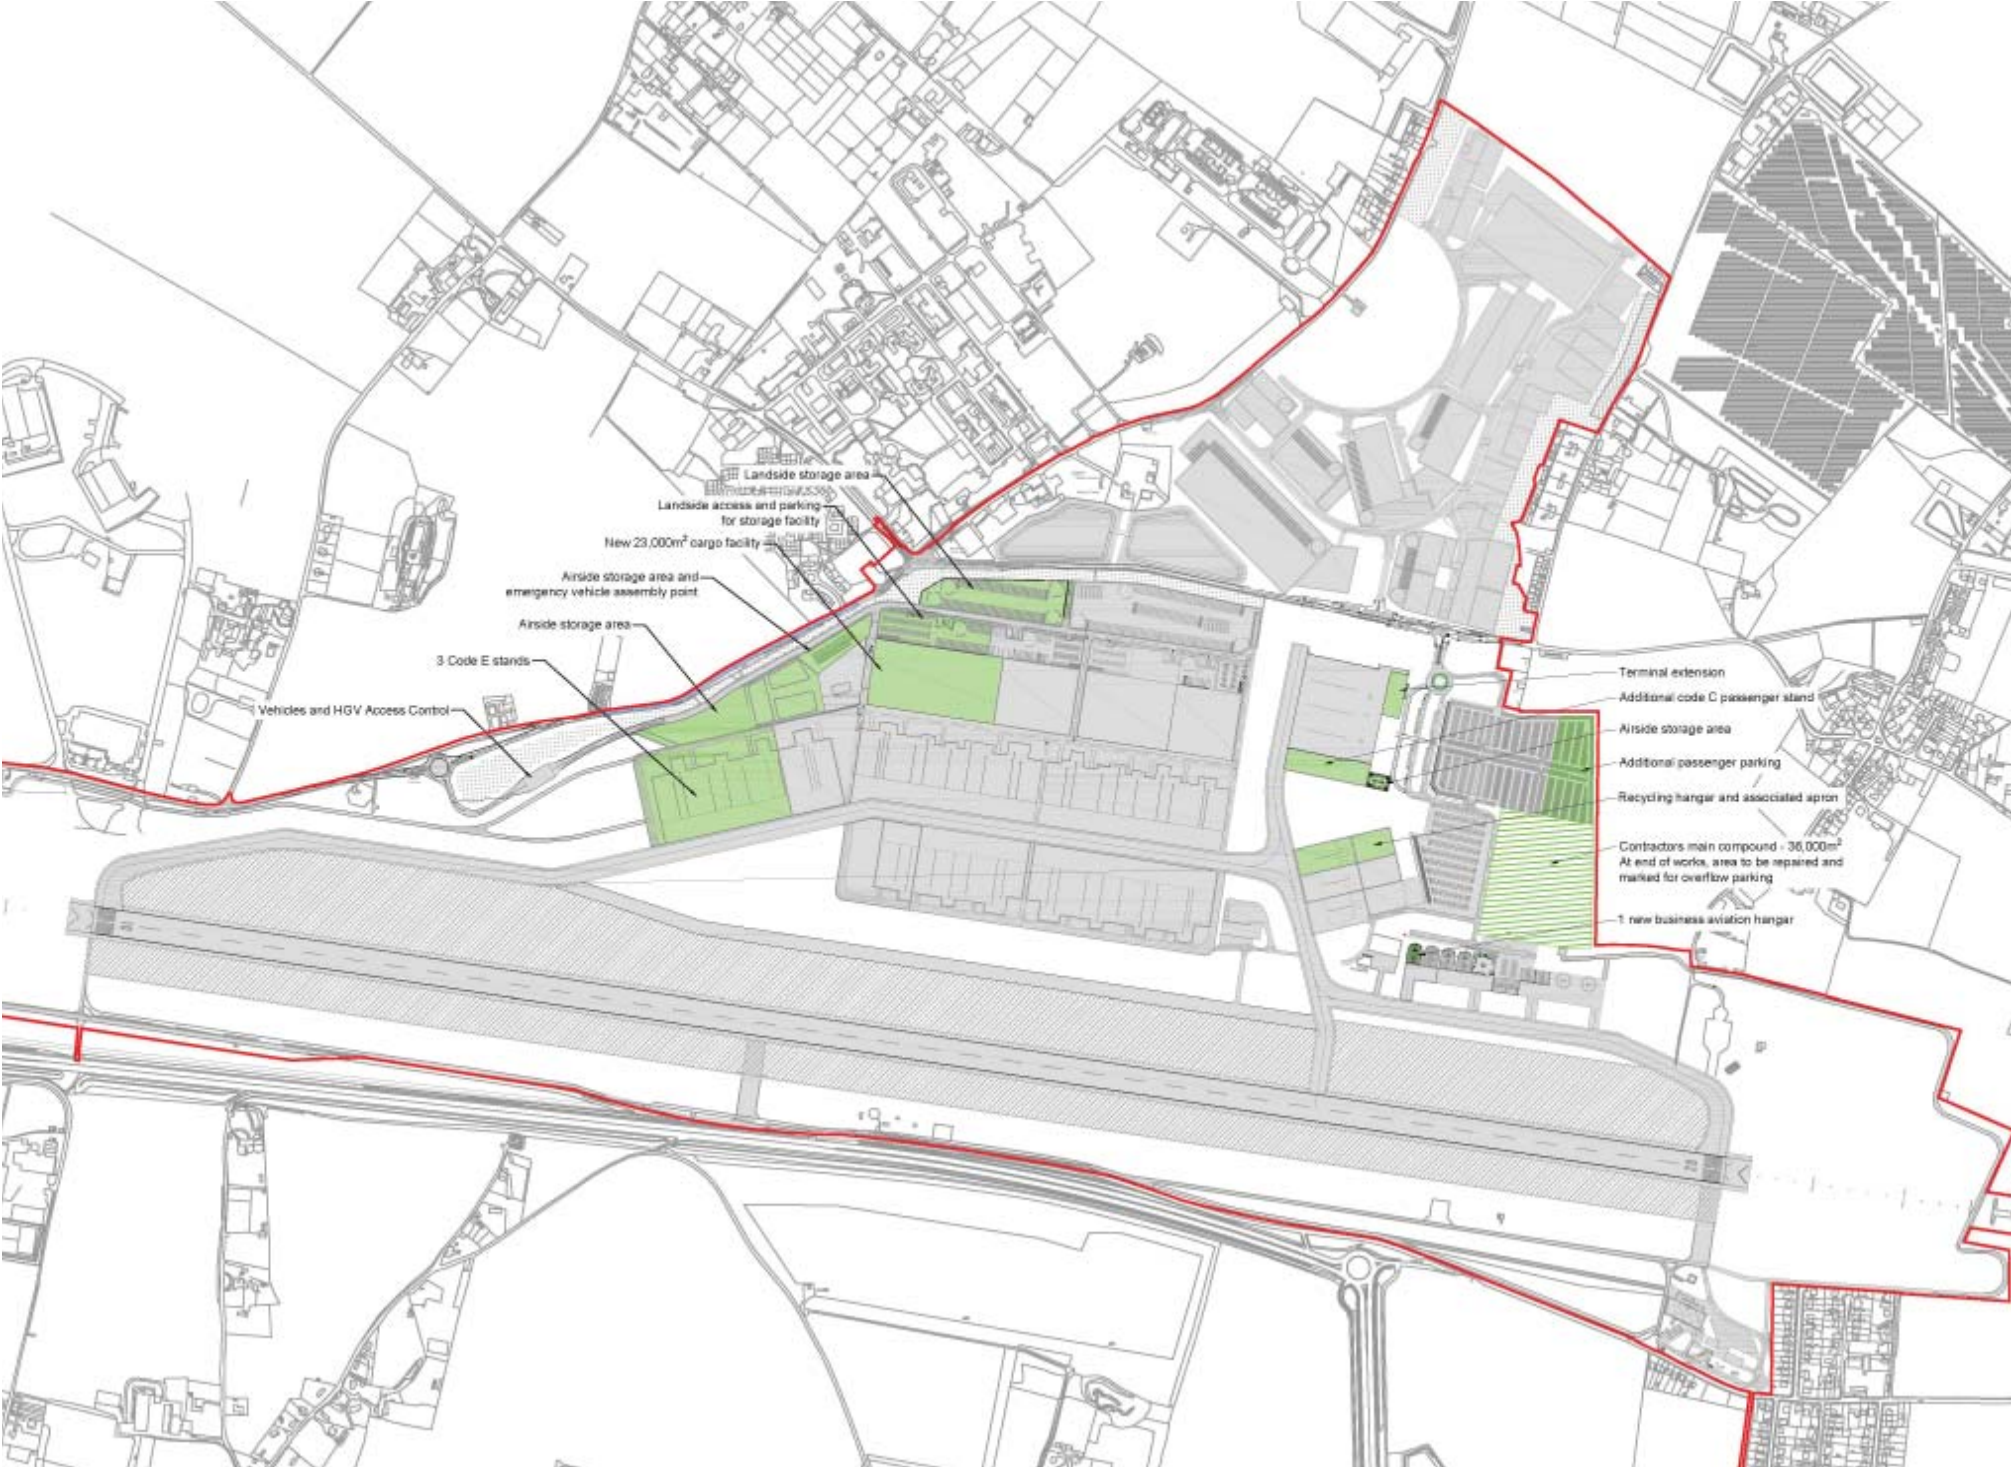 Landside storage area
Landside access and parking
for storage facility
New 23,000m² cargo facility
Airside storage area and
emergency vehicle assembly point
Airside storage area
3 Code E stands
Vehicles and HGV Access Control
Terminal extension
Additional code C passenger stand
Airside storage area
Additional passenger parking
Recycling hangar and associated apron
Contractors main compound - 36,000m²
At end of works, area to be repaired and
marked for overflow parking
1 new business aviation hangar